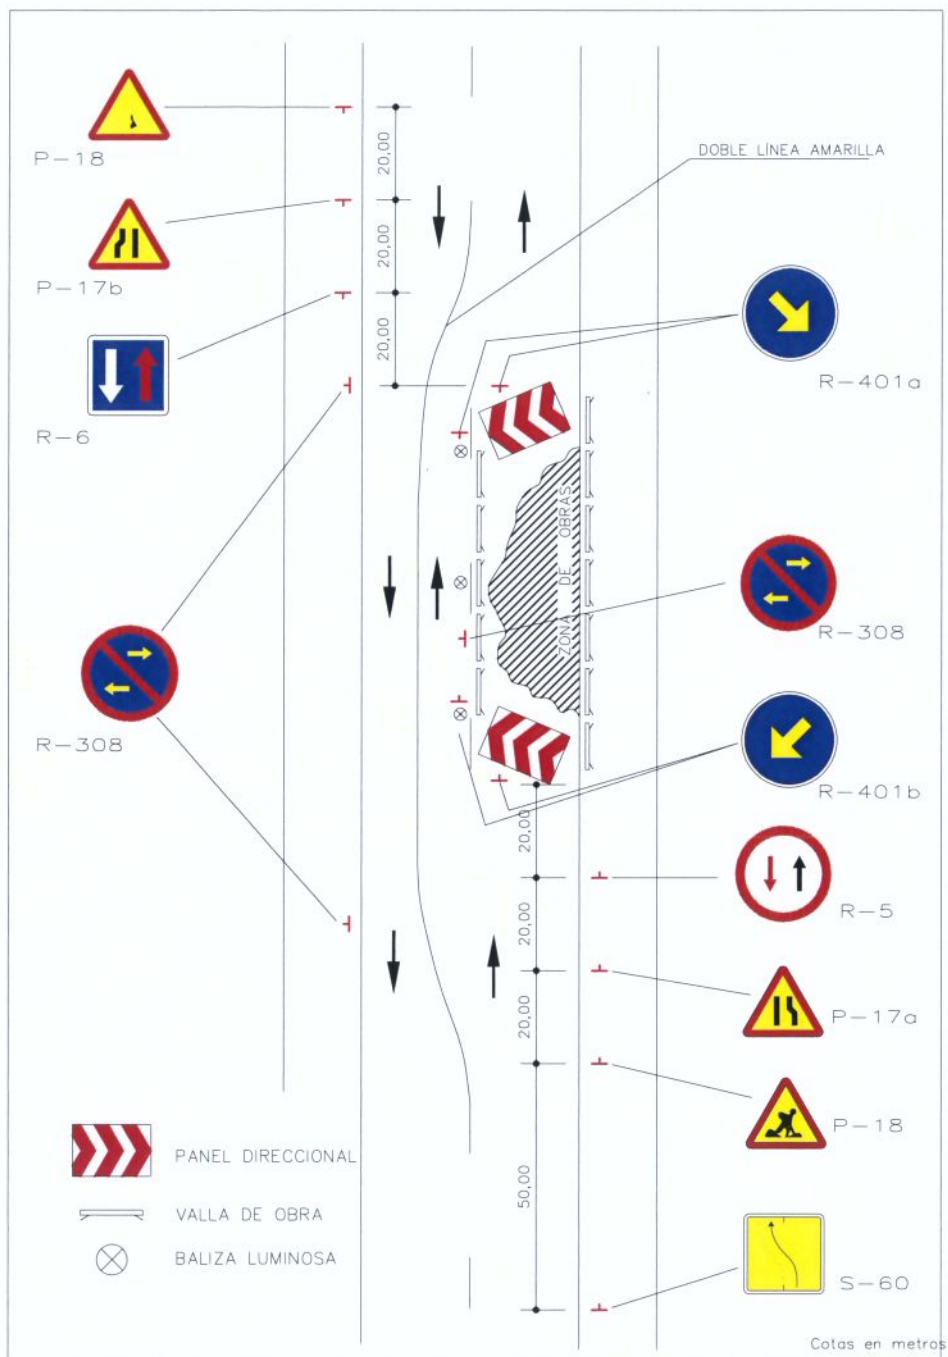 P-18
20,00
DOBLE LÍNEA AMARILLA
20,00
P-17b
20,00
R-401a
R-6
ZONA DE OBRAS
R-308
R-308
R-401b
20,00
R-5
20,00
20,00
P-17a
P-18
PANEL DIRECCIONAL
50,00
VALLA DE OBRA
BALIZA LUMINOSA
S-60
Cotas en metros